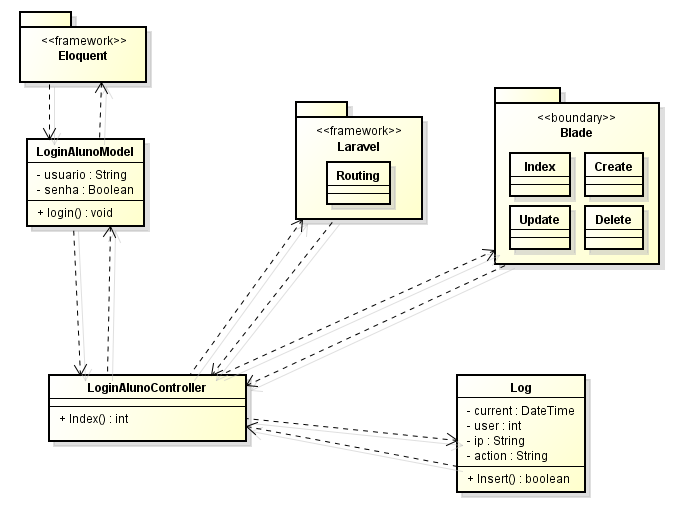 <<framework>>
Eloquent
LoginAlunoModel
- usuario : String
- senha : Boolean
+ login() : void
<<framework>>
Laravel
Routing
<<boundary>>
Blade
Index
Create
Update
Delete
LoginAlunoController
+ Index() : int
Log
- current : DateTime
- user : int
- ip : String
- action : String
+ Insert() : boolean